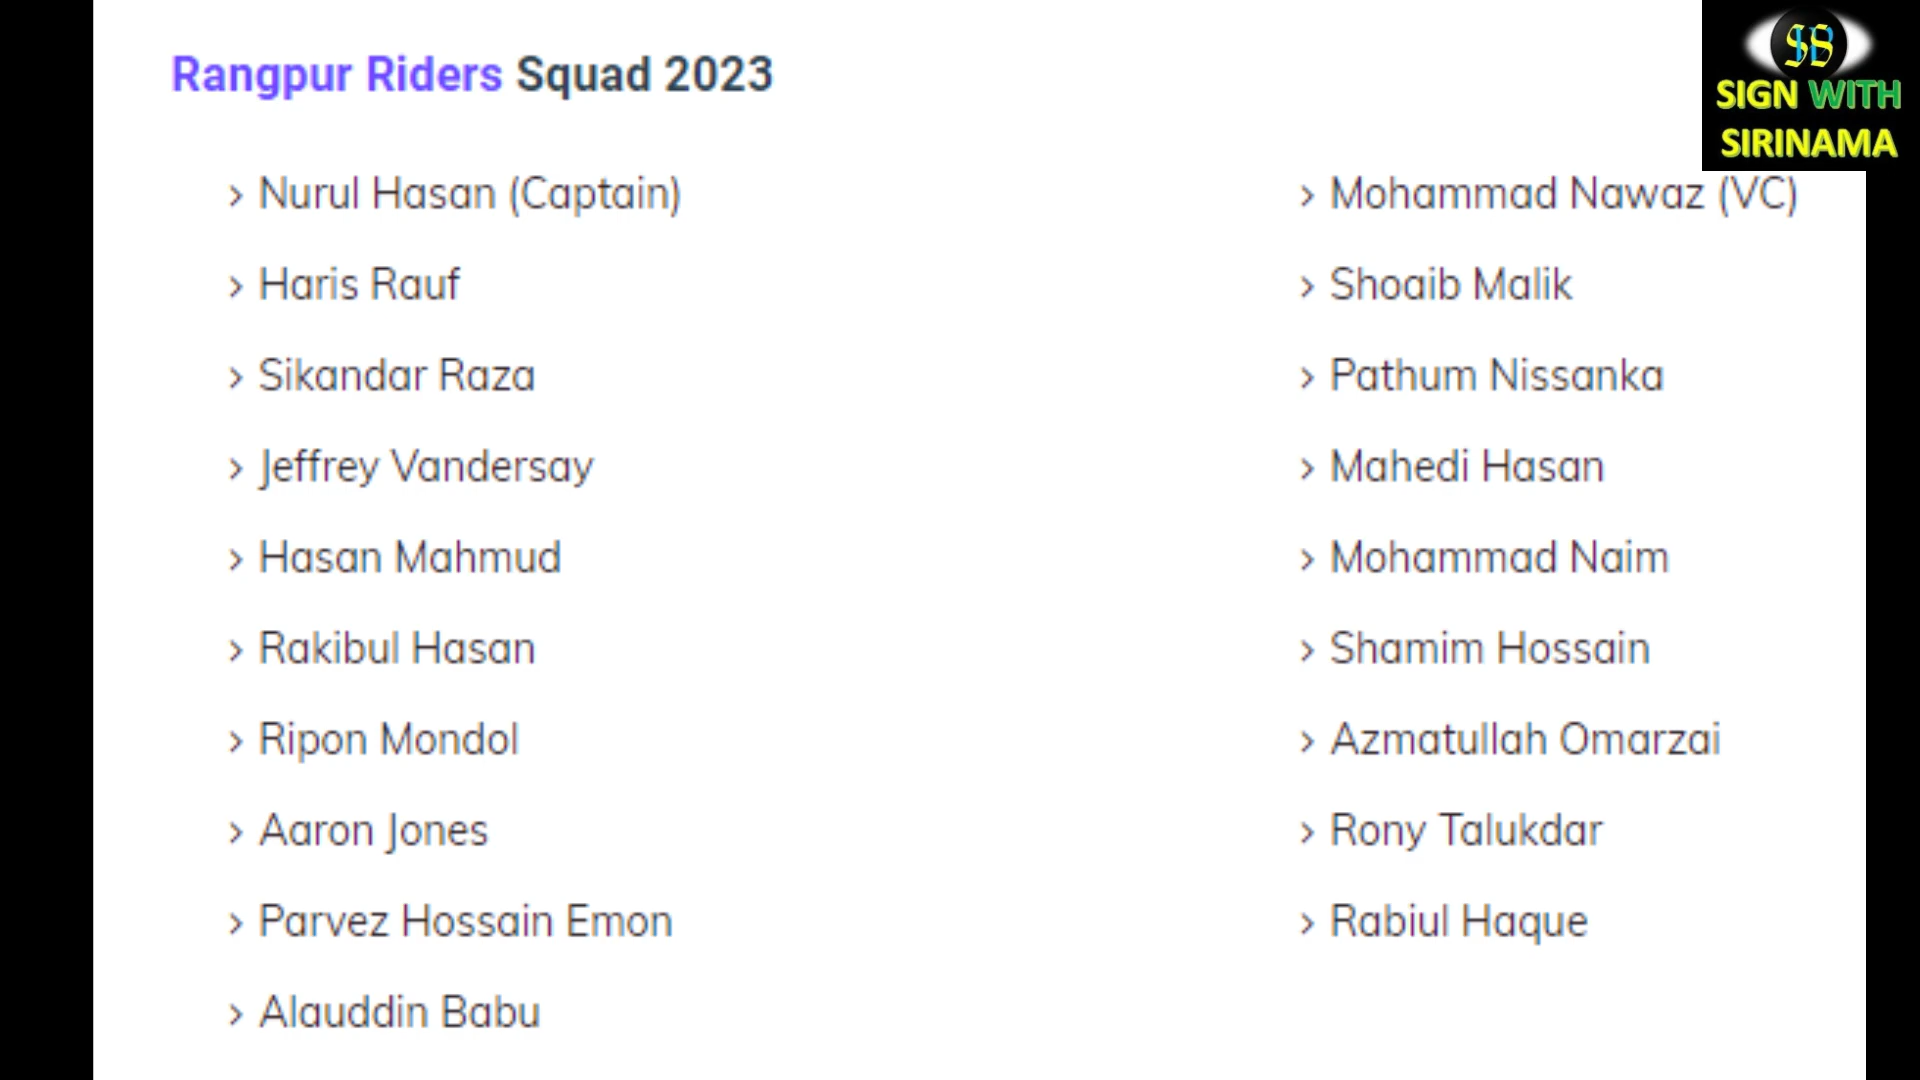 Rangpur Riders Squad 2023
SIGN WITH
SIRINAMA
> Nurul Hasan (Captain)
> Haris Rauf
> Sikandar Raza
> Jeffrey Vandersay
> Hasan Mahmud
> Rakibul Hasan
> Ripon Mondol
> Aaron Jones
> Parvez Hossain Emon
> Alauddin Babu
> Mohammad Nawaz (VC)
> Shoaib Malik
> Pathum Nissanka
> Mahedi Hasan
> Mohammad Naim
> Shamim Hossain
> Azmatullah Omarzai
> Rony Talukdar
> Rabiul Haque